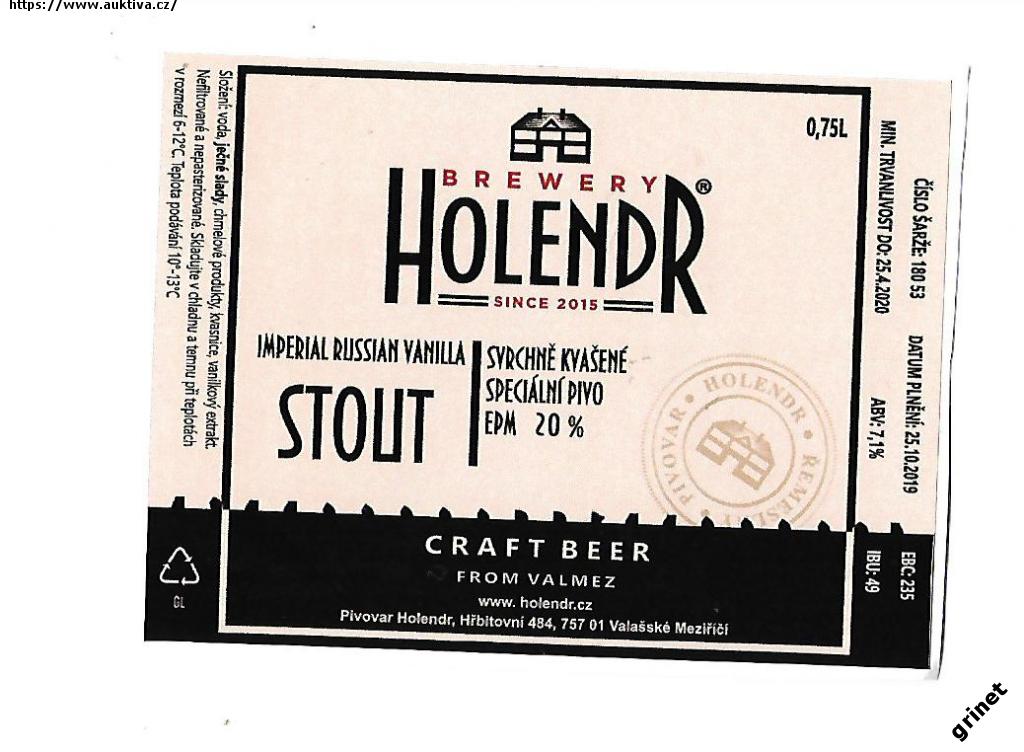 https://www.auktiva.cz/
Složení: voda, ječné slady, chmelové produkty, kvasnice, vanilkový extrakt.
Nefiltrované a nepasterizované. Skladujte v chladnu a temnu při teplotách
v rozmezí 6-12°C. Teplota podávání 10°-13°C
GL
0,75L
BREWERY
HOLENDR®
SINCE 2015
IMPERIAL RUSSIAN VANILLA
STOUT
SVRCHNĚ KVAŠENÉ
SPECIÁLNÍ PIVO
EPM 20 %
PIVOVAR • HOLENDR • ŘEMESLNÝ
CRAFT BEER
FROM VALMEZ
www. holendr.cz
Pivovar Holendr, Hřbitovní 484, 757 01 Valašské Meziříčí
ČÍSLO ŠARŽE: 180 53 DATUM PLNĚNÍ: 25.10.2019 EBC: 235
MIN. TRVANLIVOST DO: 25.4.2020 ABV: 7,1% IBU: 49
grinet